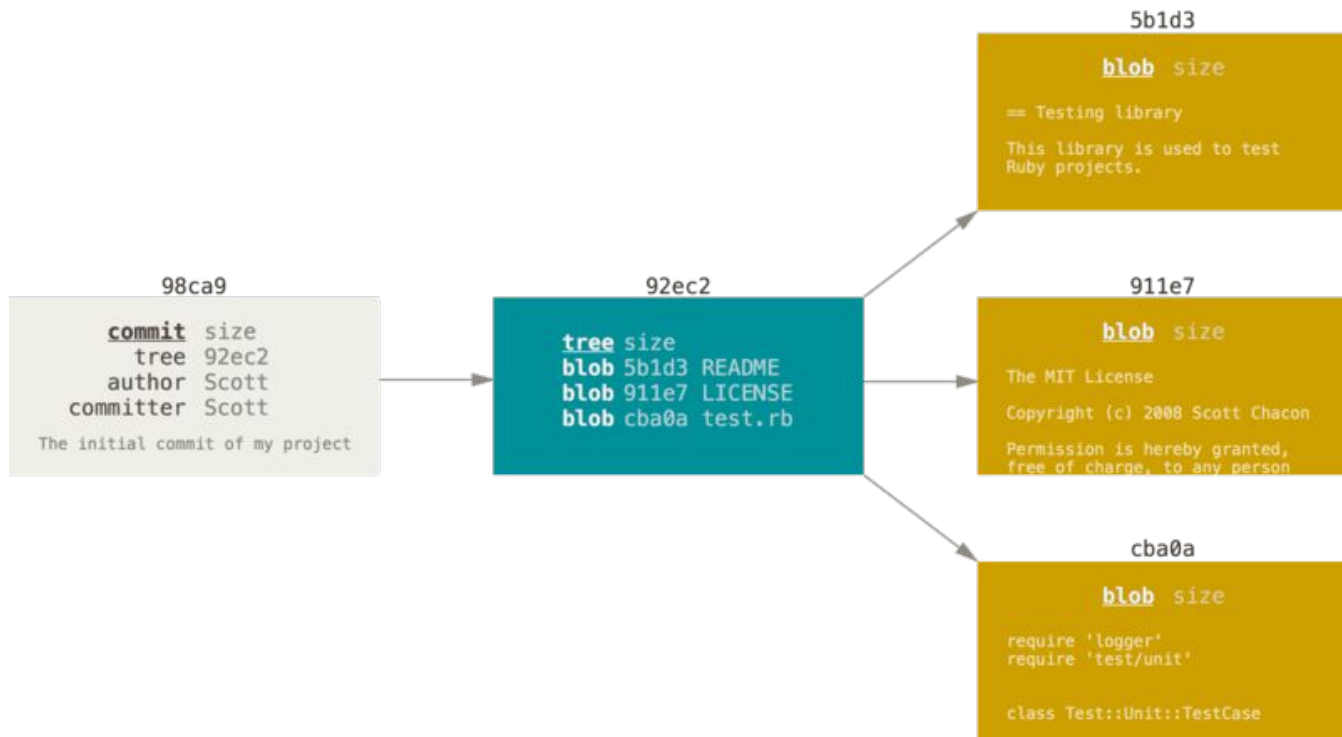 98ca9
commit size
tree 92ec2
author Scott
committer Scott
The initial commit of my project
92ec2
tree size
blob 5b1d3 README
blob 911e7 LICENSE
blob cba0a test.rb
5b1d3
blob size
== Testing library
This library is used to test
Ruby projects.
911e7
blob size
The MIT License
Copyright (c) 2008 Scott Chacon
Permission is hereby granted,
free of charge, to any person
cba0a
blob size
require 'logger'
require 'test/unit'
class Test::Unit::TestCase